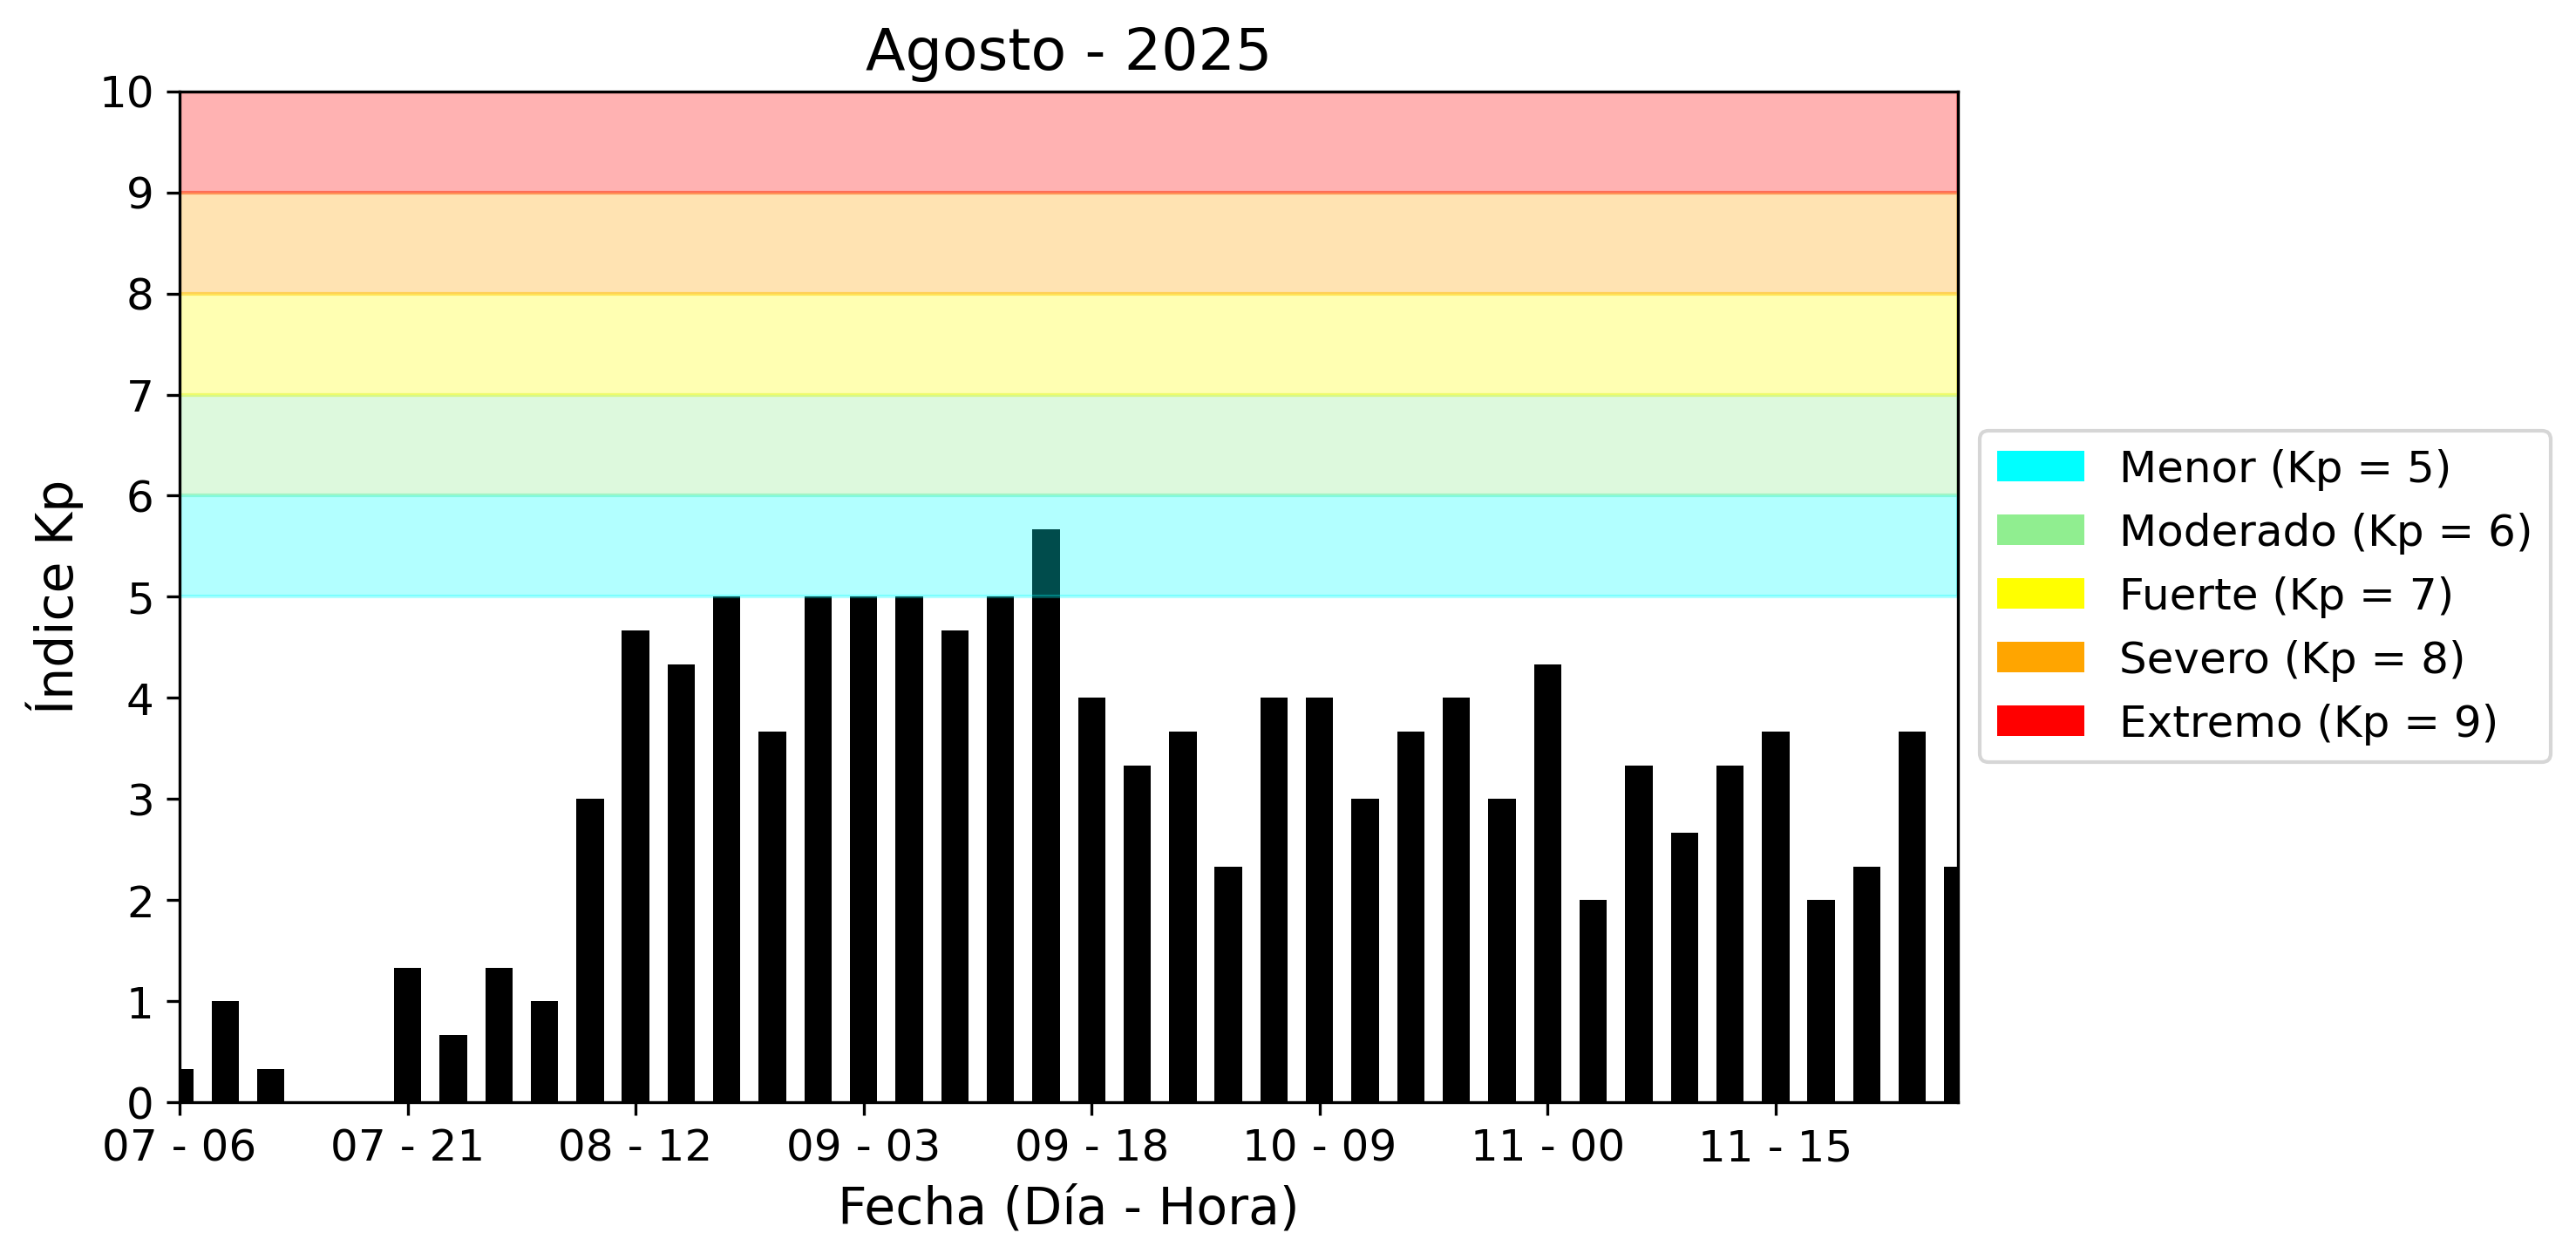 Agosto - 2025
10
9
8
7
6
5
4
3
2
1
0
Índice Kp
07 - 06
07 - 21
08 - 12
09 - 03
09 - 18
10 - 09
11 - 00
11 - 15
Fecha (Día - Hora)
Menor (Kp = 5)
Moderado (Kp = 6)
Fuerte (Kp = 7)
Severo (Kp = 8)
Extremo (Kp = 9)